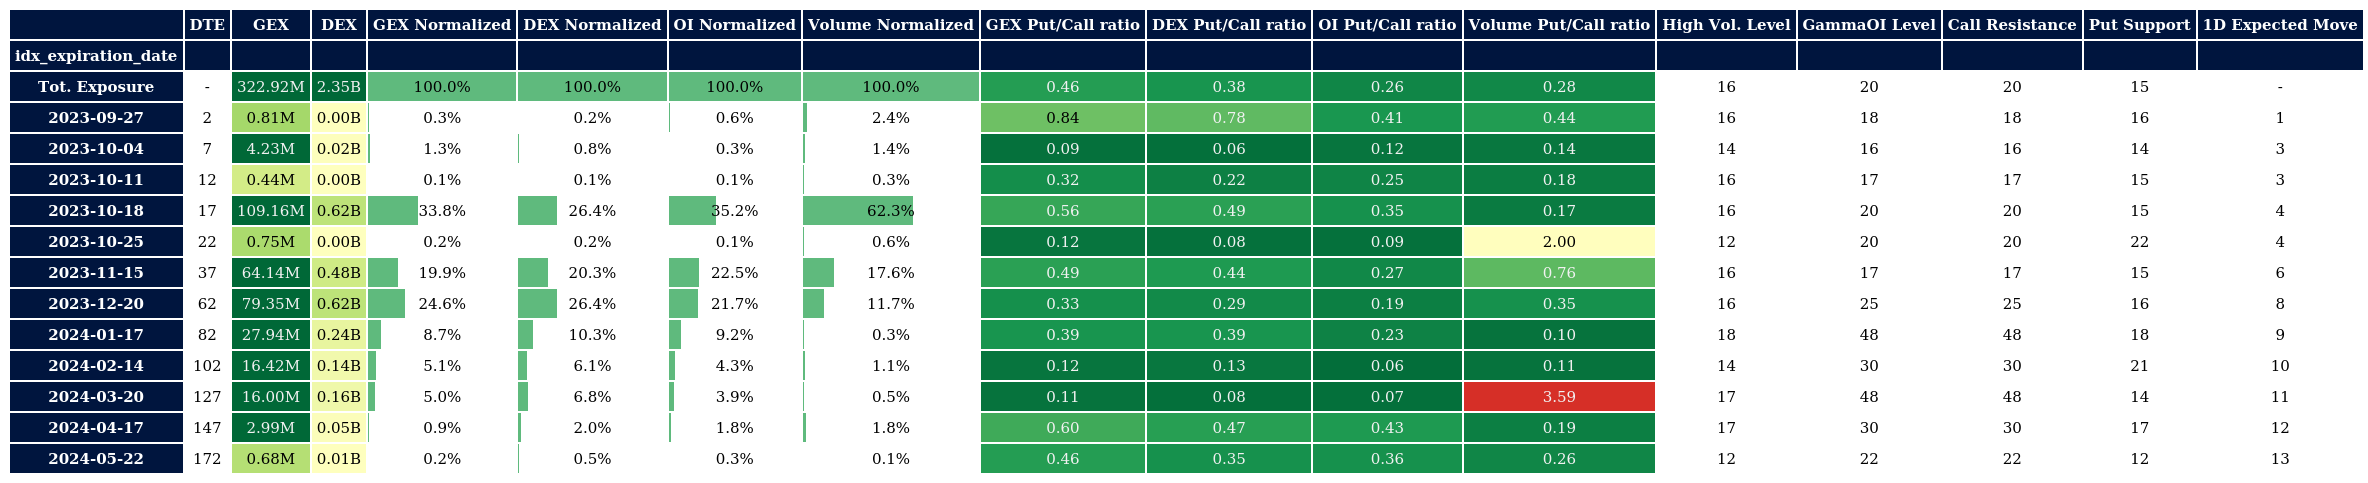 DTE GEX DEX GEX Normalized DEX Normalized OI Normalized Volume Normalized GEX Put/Call ratio DEX Put/Call ratio OI Put/Call ratio Volume Put/Call ratio High Vol. Level GammaOI Level Call Resistance Put Support 1D Expected Move
idx_expiration_date
Tot. Exposure - 322.92M 2.35B 100.0% 100.0% 100.0% 100.0% 0.46 0.38 0.26 0.28 16 20 20 15 -
2023-09-27 2 0.81M 0.00B 0.3% 0.2% 0.6% 2.4% 0.84 0.78 0.41 0.44 16 18 18 16 1
2023-10-04 7 4.23M 0.02B 1.3% 0.8% 0.3% 1.4% 0.09 0.06 0.12 0.14 14 16 16 14 3
2023-10-11 12 0.44M 0.00B 0.1% 0.1% 0.1% 0.3% 0.32 0.22 0.25 0.18 16 17 17 15 3
2023-10-18 17 109.16M 0.62B 33.8% 26.4% 35.2% 62.3% 0.56 0.49 0.35 0.17 16 20 20 15 4
2023-10-25 22 0.75M 0.00B 0.2% 0.2% 0.1% 0.6% 0.12 0.08 0.09 2.00 12 20 20 22 4
2023-11-15 37 64.14M 0.48B 19.9% 20.3% 22.5% 17.6% 0.49 0.44 0.27 0.76 16 17 17 15 6
2023-12-20 62 79.35M 0.62B 24.6% 26.4% 21.7% 11.7% 0.33 0.29 0.19 0.35 16 25 25 16 8
2024-01-17 82 27.94M 0.24B 8.7% 10.3% 9.2% 0.3% 0.39 0.39 0.23 0.10 18 48 48 18 9
2024-02-14 102 16.42M 0.14B 5.1% 6.1% 4.3% 1.1% 0.12 0.13 0.06 0.11 14 30 30 21 10
2024-03-20 127 16.00M 0.16B 5.0% 6.8% 3.9% 0.5% 0.11 0.08 0.07 3.59 17 48 48 14 11
2024-04-17 147 2.99M 0.05B 0.9% 2.0% 1.8% 1.8% 0.60 0.47 0.43 0.19 17 30 30 17 12
2024-05-22 172 0.68M 0.01B 0.2% 0.5% 0.3% 0.1% 0.46 0.35 0.36 0.26 12 22 22 12 13